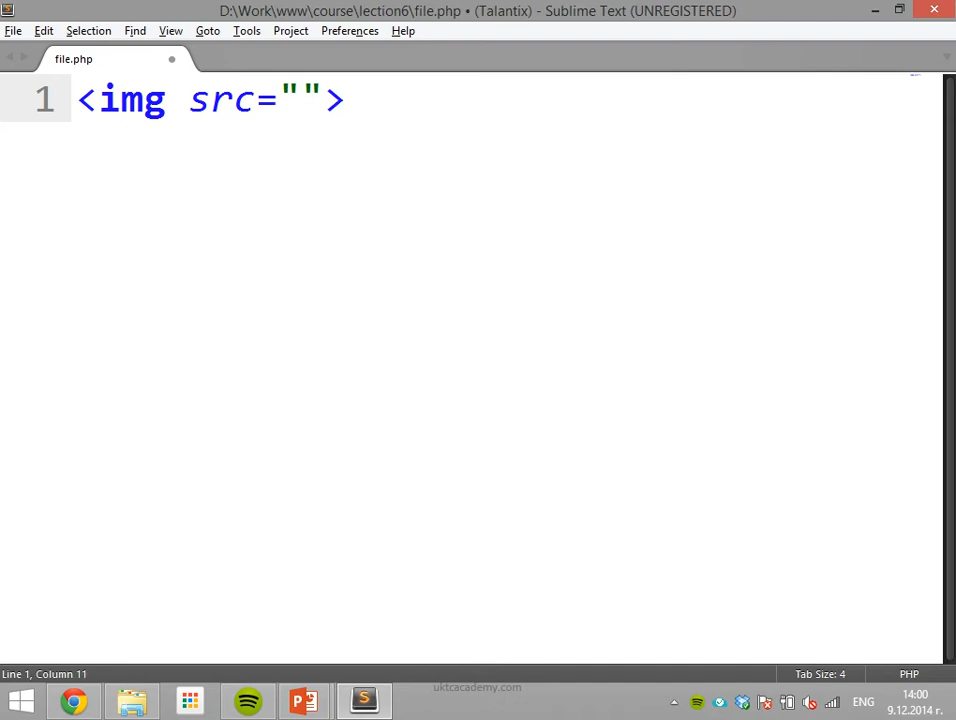 D:\Work\www\course\lection6\file.php • (Talantix) - Sublime Text (UNREGISTERED)
File Edit Selection Find View Goto Tools Project Preferences Help
file.php
1 <img src="">
Line 1, Column 11
Tab Size: 4
PHP
uktcacademy.com
ENG
14:00
9.12.2014 г.